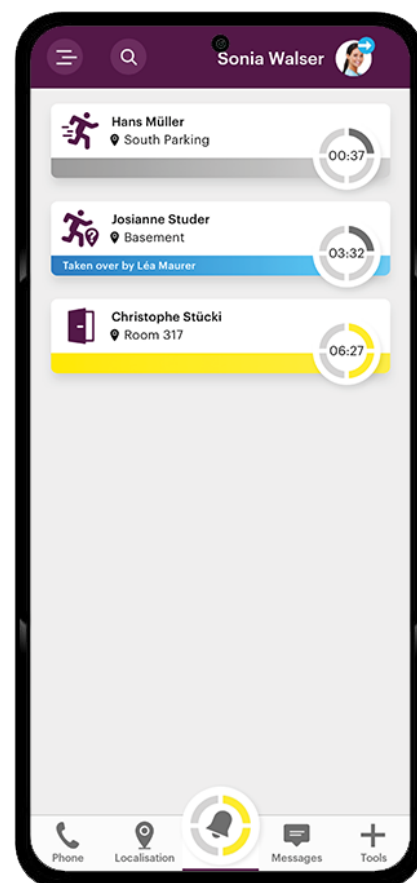 Sonia Walser
Hans Müller
South Parking
00:37
Josianne Studer
Basement
03:32
Taken over by Léa Maurer
Christophe Stücki
Room 317
06:27
Phone
Localisation
Messages
Tools